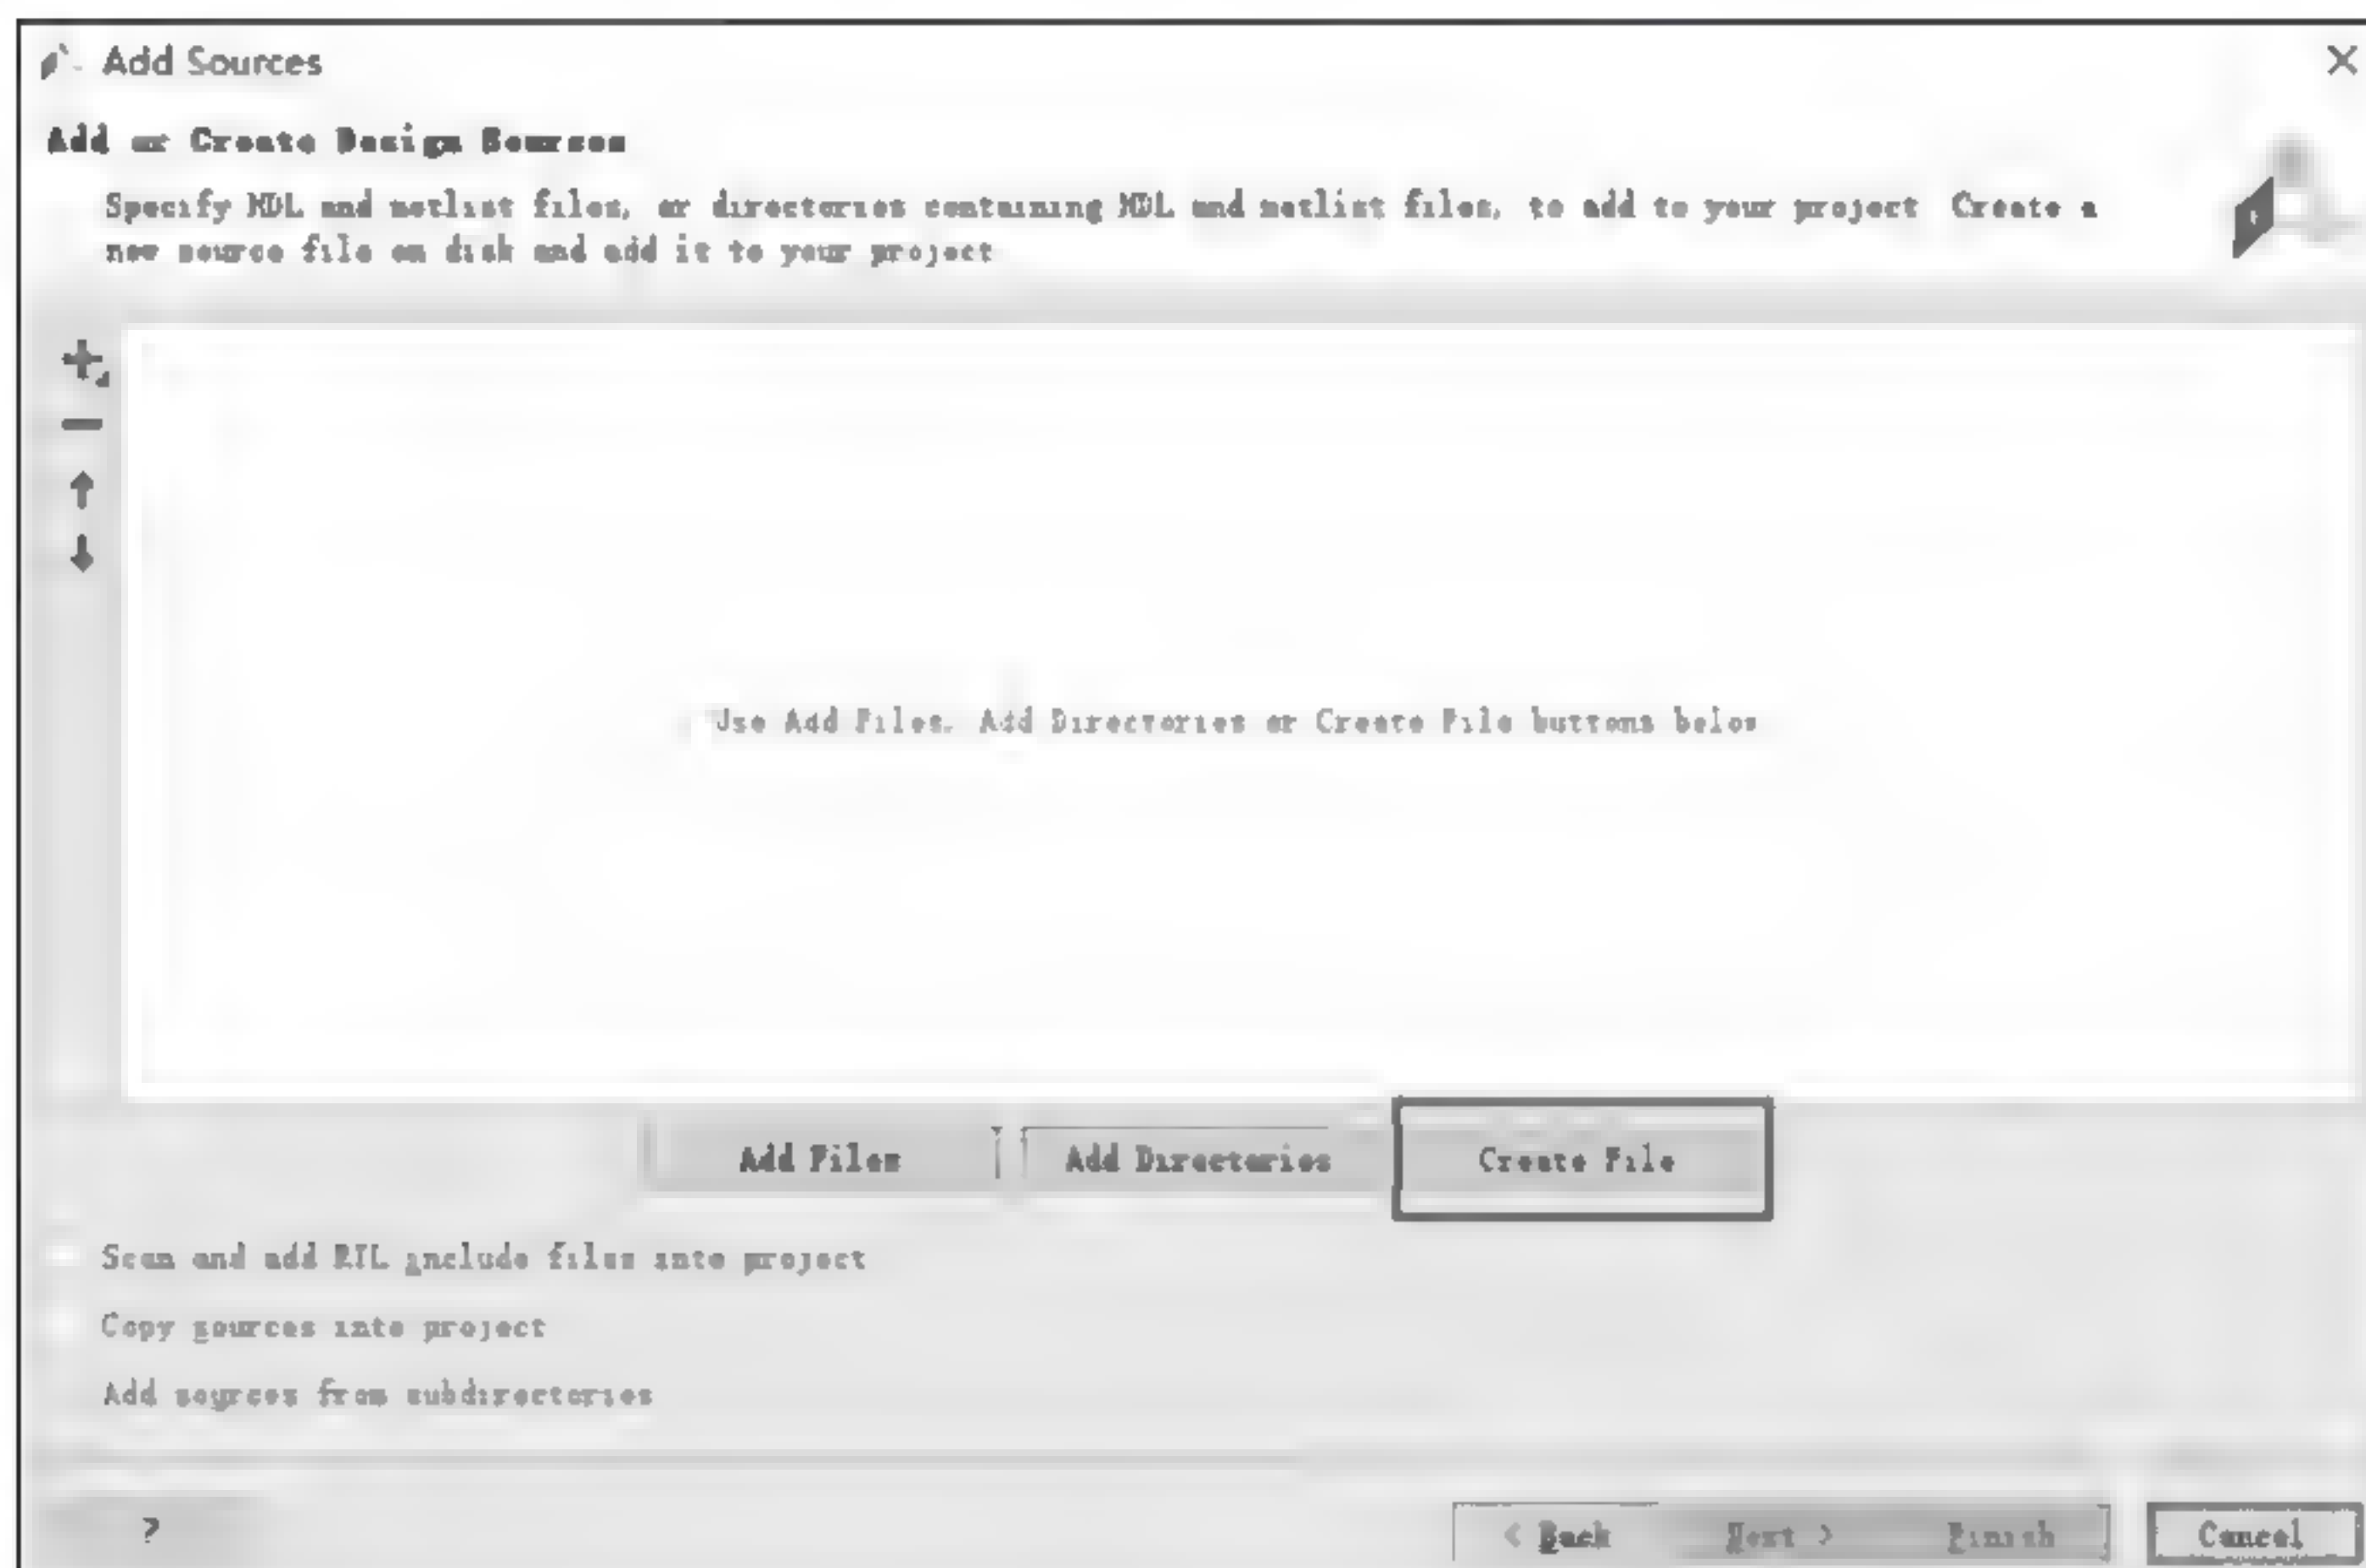 Add Sources
Add or Create Design Sources
Specify HDL and netlist files, or directories containing HDL and netlist files, to add to your project Create a
new source file on disk and add it to your project
Use Add Files, Add Directories or Create File buttons below
Add Files
Add Directories
Create File
Scan and add RTL include files into project
Copy sources into project
Add sources from subdirectories
?
< Back
Next >
Finish
Cancel